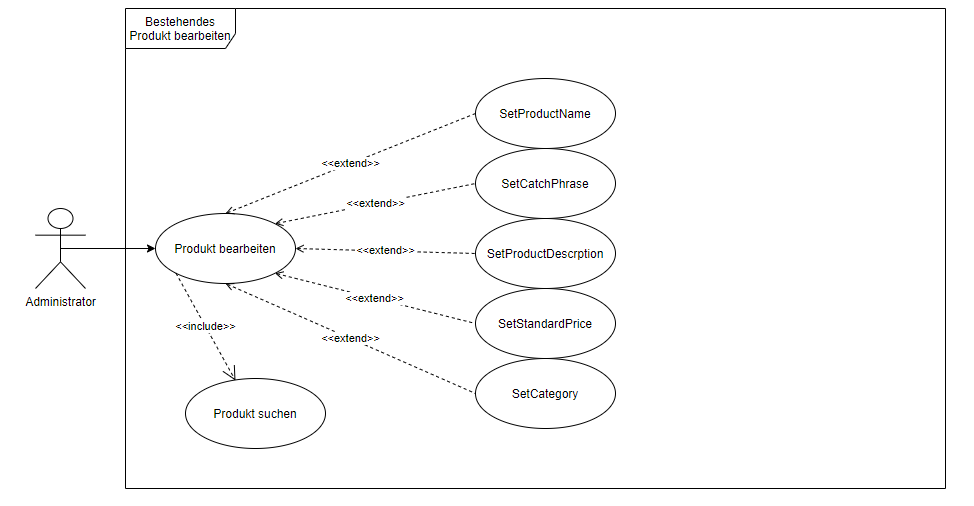 Bestehendes
Produkt bearbeiten
SetProductName
<<extend>>
SetCatchPhrase
<<extend>>
Produkt bearbeiten
<<extend>>
SetProductDescrption
<<extend>>
SetStandardPrice
Administrator
<<include>>
<<extend>>
SetCategory
Produkt suchen